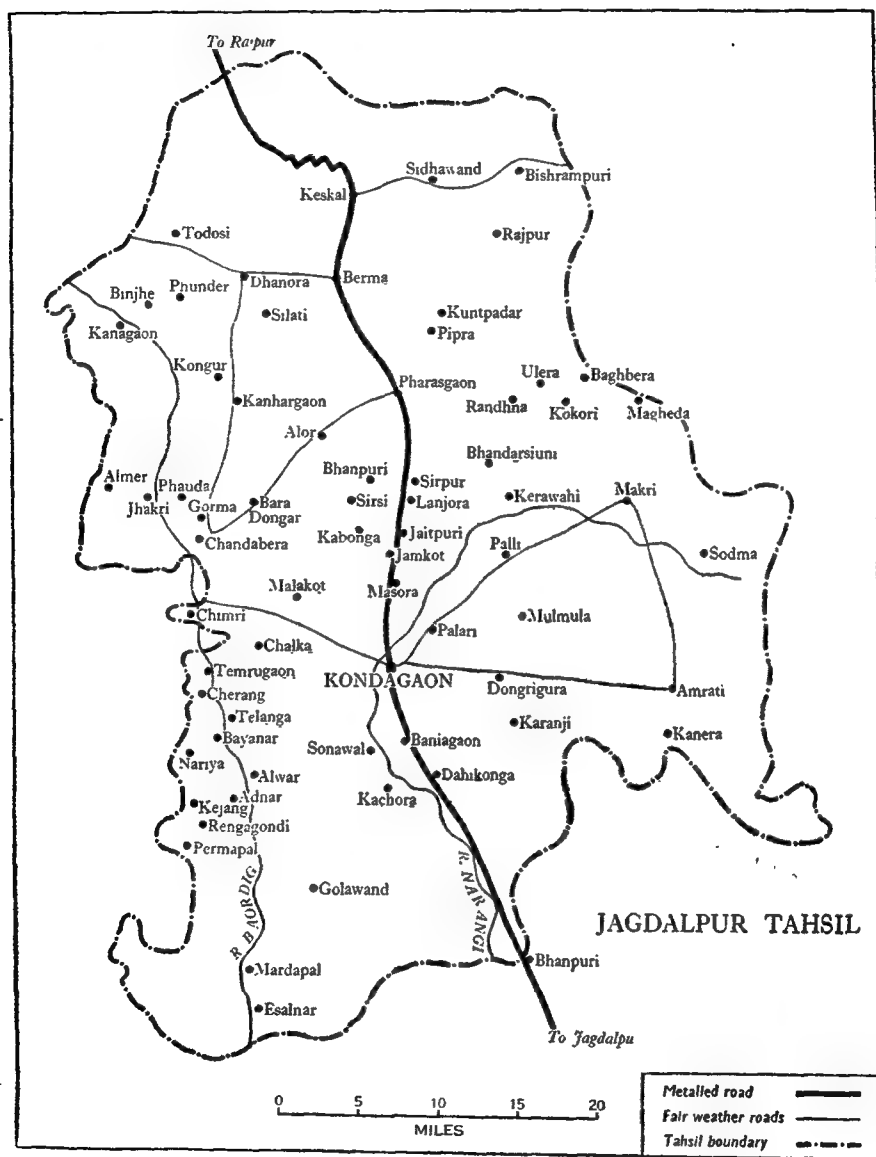 To Raipur
Sidhawand
Bishrampuri
Keskal
Todosi
Rajpur
Dhanora
Berma
Binjhe
Phunder
Silati
Kuntpadar
Kanagaon
Pipra
Kongur
Ulera
Baghbera
Pharasgaon
Kanhargaon
Randhna
Kokori
Magheda
Alor
Bhandarsiuni
Almer
Phauda
Bhanpuri
Sirpur
Jhakri
Gorma
Bara
Dongar
Sirsi
Lanjora
Kerawahi
Makri
Chandabera
Kabonga
Jaitpuri
Jamkot
Palli
Sodma
Malakot
Masora
Chimri
Palari
Mulmula
Chalka
Temrugaon
KONDAGAON
Dongrigura
Amrati
Cherang
Telanga
Karanji
Bayanar
Sonawal
Baniagaon
Kanera
Nariya
Alwar
Dahikonga
Adnar
Kachora
Kejang
Rengagondi
Permapal
Golawand
R. BAORDIG
R. NARANGI
JAGDALPUR TAHSIL
Mardapal
Bhanpuri
Esalnar
To Jagdalpu
0 5 10 15 20
MILES
Metalled road
Fair weather roads
Tahsil boundary